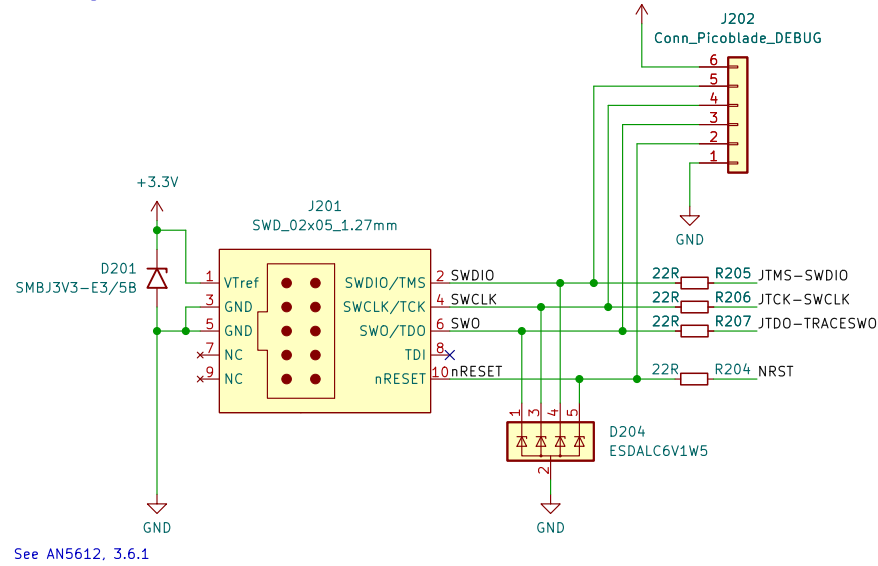 J202
Conn_Picoblade_DEBUG
6
5
4
3
2
1
GND
+3.3V
J201
SWD_02x05_1.27mm
D201
SMBJ3V3-E3/5B
1 VTref SWDIO/TMS 2 SWDIO 22R R205 JTMS-SWDIO
3 GND SWCLK/TCK 4 SWCLK 22R R206 JTCK-SWCLK
5 GND SWO/TDO 6 SWO 22R R207 JTDO-TRACESWO
7 NC TDI 8
9 NC nRESET 10 nRESET 22R R204 NRST
1 3 4 5
D204
ESDALC6V1W5
2
GND
GND
See AN5612, 3.6.1